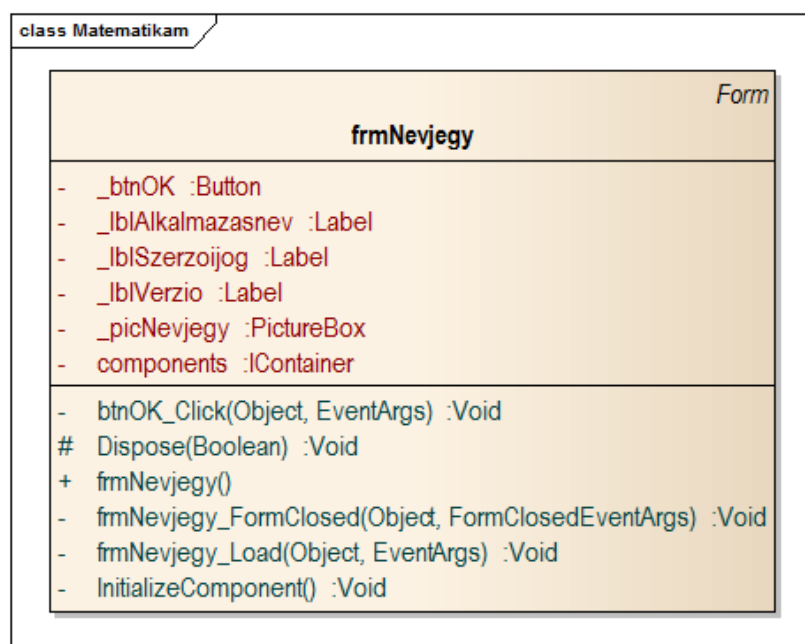 class Matematikam
Form
frmNevjegy
- _btnOK :Button
- _lblAlkalmazasnev :Label
- _lblSzerzoijog :Label
- _lblVerzio :Label
- _picNevjegy :PictureBox
- components :IContainer
- btnOK_Click(Object, EventArgs) :Void
# Dispose(Boolean) :Void
+ frmNevjegy()
- frmNevjegy_FormClosed(Object, FormClosedEventArgs) :Void
- frmNevjegy_Load(Object, EventArgs) :Void
- InitializeComponent() :Void